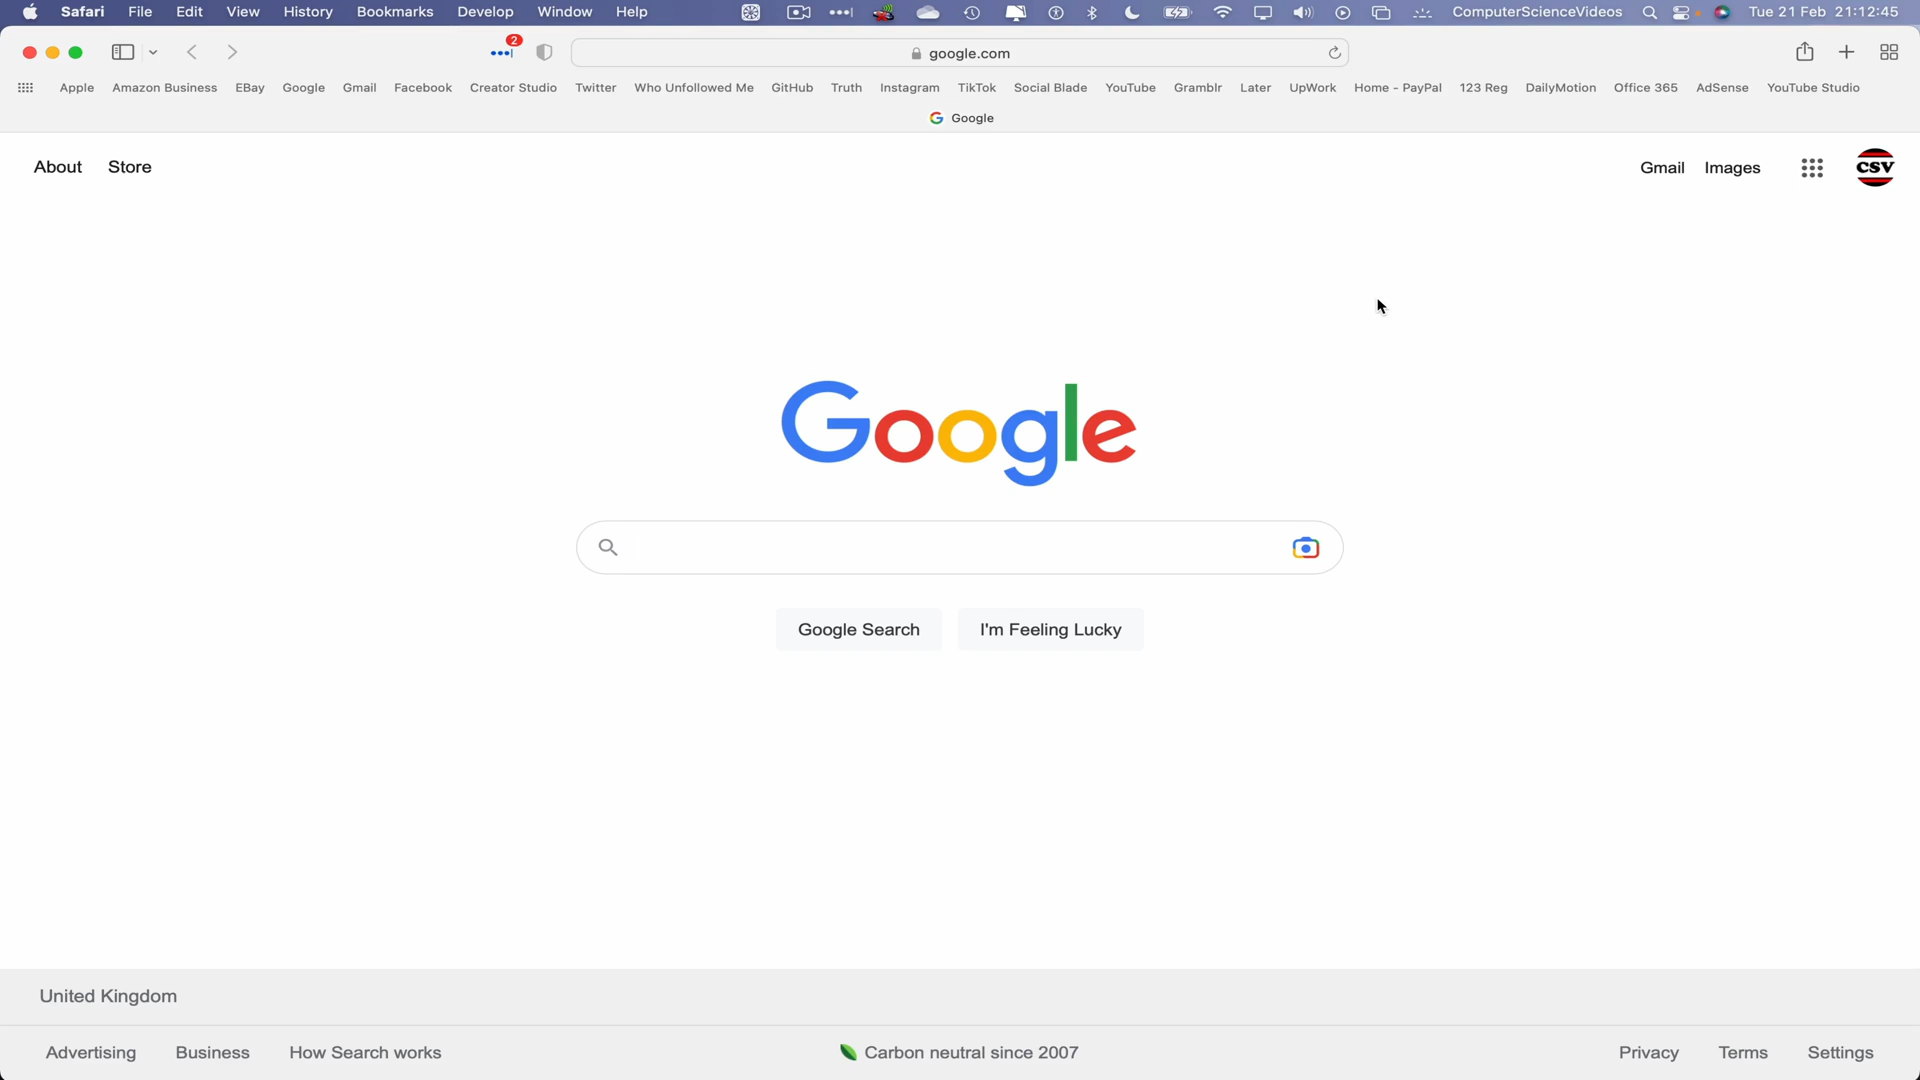 Safari File Edit View History Bookmarks Develop Window Help ComputerScienceVideos Tue 21 Feb 21:12:45
2
google.com
Apple Amazon Business EBay Google Gmail Facebook Creator Studio Twitter Who Unfollowed Me GitHub Truth Instagram TikTok Social Blade YouTube Gramblr Later UpWork Home - PayPal 123 Reg DailyMotion Office 365 AdSense YouTube Studio
Google
About Store Gmail Images CSV
Google
Google Search I'm Feeling Lucky
United Kingdom
Advertising Business How Search works Carbon neutral since 2007 Privacy Terms Settings